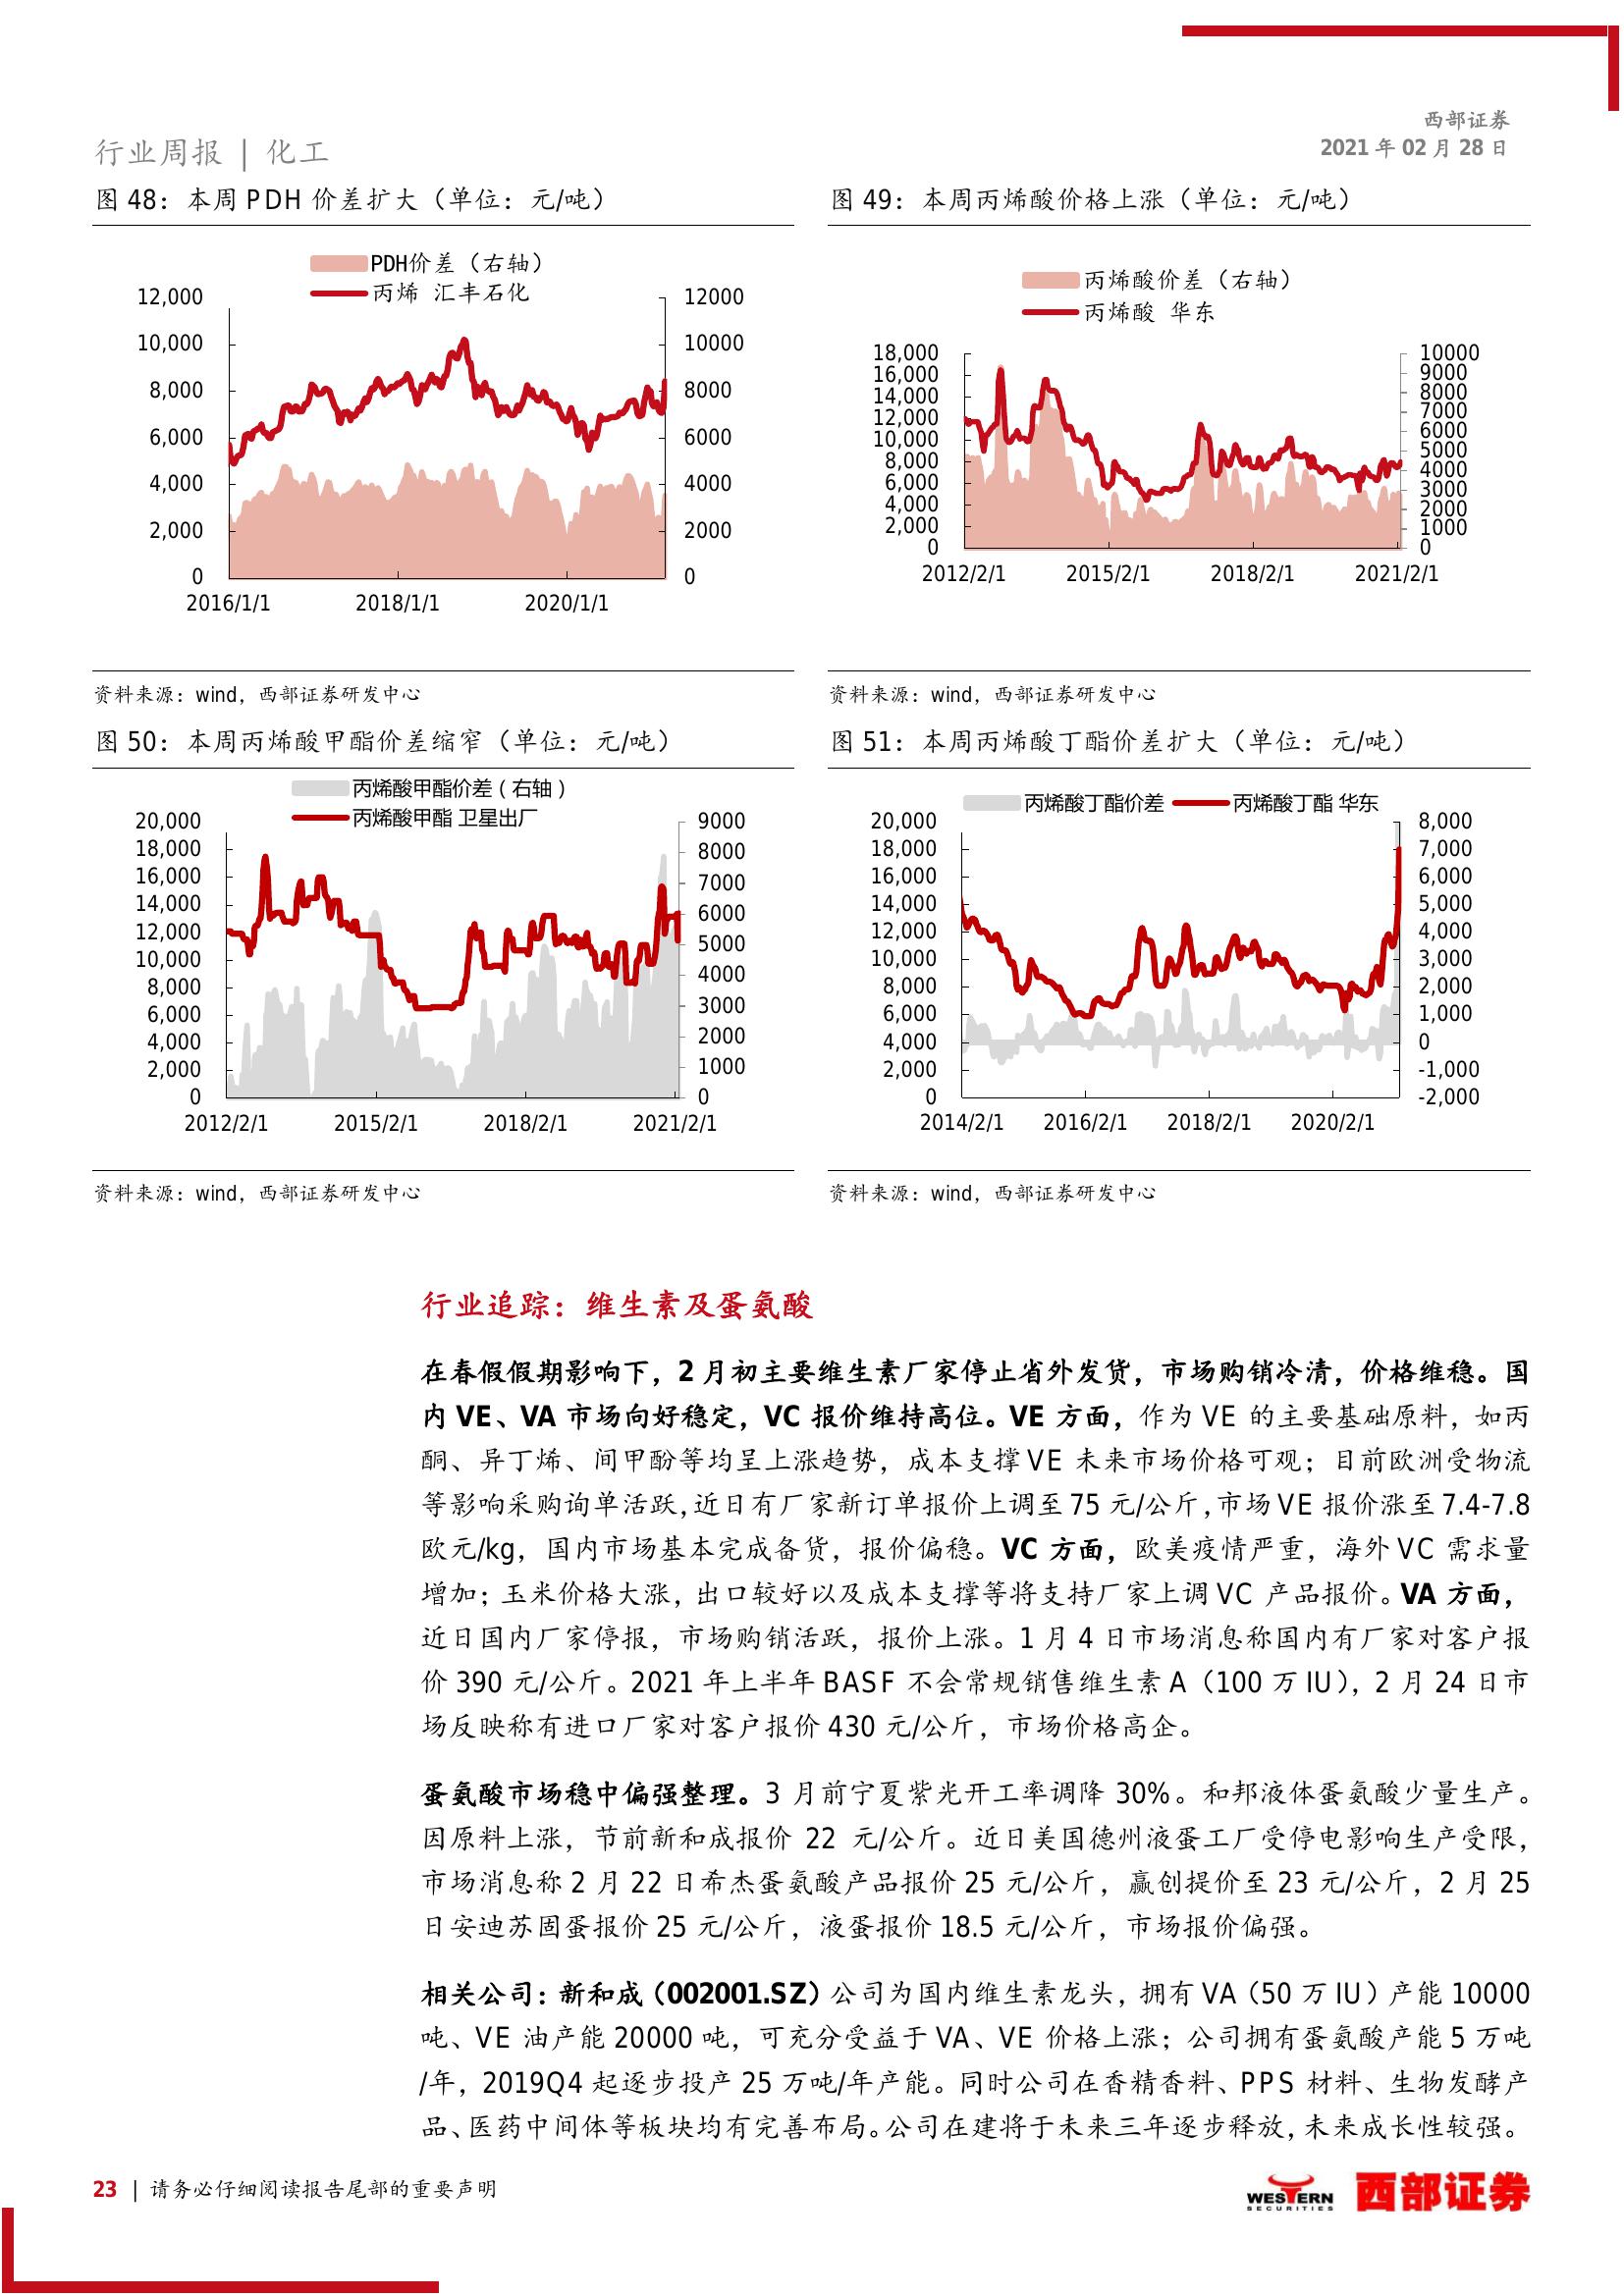 西部证券
行业周报 | 化工
2021 年 02 月 28 日
图 48：本周 PDH 价差扩大（单位：元/吨）
PDH价差（右轴）
丙烯 汇丰石化
12,000
10,000
8,000
6,000
4,000
2,000
0
12000
10000
8000
6000
4000
2000
0
2016/1/1 2018/1/1 2020/1/1
资料来源：wind，西部证券研发中心
图 49：本周丙烯酸价格上涨（单位：元/吨）
丙烯酸价差（右轴）
丙烯酸 华东
18,000
16,000
14,000
12,000
10,000
8,000
6,000
4,000
2,000
0
10000
9000
8000
7000
6000
5000
4000
3000
2000
1000
0
2012/2/1 2015/2/1 2018/2/1 2021/2/1
资料来源：wind，西部证券研发中心
图 50：本周丙烯酸甲酯价差缩窄（单位：元/吨）
丙烯酸甲酯价差（右轴）
丙烯酸甲酯 卫星出厂
20,000
18,000
16,000
14,000
12,000
10,000
8,000
6,000
4,000
2,000
0
9000
8000
7000
6000
5000
4000
3000
2000
1000
0
2012/2/1 2015/2/1 2018/2/1 2021/2/1
资料来源：wind，西部证券研发中心
图 51：本周丙烯酸丁酯价差扩大（单位：元/吨）
丙烯酸丁酯价差 丙烯酸丁酯 华东
20,000
18,000
16,000
14,000
12,000
10,000
8,000
6,000
4,000
2,000
0
8,000
7,000
6,000
5,000
4,000
3,000
2,000
1,000
0
-1,000
-2,000
2014/2/1 2016/2/1 2018/2/1 2020/2/1
资料来源：wind，西部证券研发中心
行业追踪：维生素及蛋氨酸
在春假假期影响下，2 月初主要维生素厂家停止省外发货，市场购销冷清，价格维稳。国
内 VE、VA 市场向好稳定，VC 报价维持高位。VE 方面，作为 VE 的主要基础原料，如丙
酮、异丁烯、间甲酚等均呈上涨趋势，成本支撑 VE 未来市场价格可观；目前欧洲受物流
等影响采购询单活跃，近日有厂家新订单报价上调至 75 元/公斤，市场 VE 报价涨至 7.4-7.8
欧元/kg，国内市场基本完成备货，报价偏稳。VC 方面，欧美疫情严重，海外 VC 需求量
增加；玉米价格大涨，出口较好以及成本支撑等将支持厂家上调 VC 产品报价。VA 方面，
近日国内厂家停报，市场购销活跃，报价上涨。1 月 4 日市场消息称国内有厂家对客户报
价 390 元/公斤。2021 年上半年 BASF 不会常规销售维生素 A（100 万 IU），2 月 24 日市
场反映称有进口厂家对客户报价 430 元/公斤，市场价格高企。
蛋氨酸市场稳中偏强整理。3 月前宁夏紫光开工率调降 30%。和邦液体蛋氨酸少量生产。
因原料上涨，节前新和成报价 22 元/公斤。近日美国德州液蛋工厂受停电影响生产受限，
市场消息称 2 月 22 日希杰蛋氨酸产品报价 25 元/公斤，赢创提价至 23 元/公斤，2 月 25
日安迪苏固蛋报价 25 元/公斤，液蛋报价 18.5 元/公斤，市场报价偏强。
相关公司：新和成（002001.SZ）公司为国内维生素龙头，拥有 VA（50 万 IU）产能 10000
吨、VE 油产能 20000 吨，可充分受益于 VA、VE 价格上涨；公司拥有蛋氨酸产能 5 万吨
/年，2019Q4 起逐步投产 25 万吨/年产能。同时公司在香精香料、PPS 材料、生物发酵产
品、医药中间体等板块均有完善布局。公司在建将于未来三年逐步释放，未来成长性较强。
23 | 请务必仔细阅读报告尾部的重要声明
WESTERN
SECURITIES
西部证券